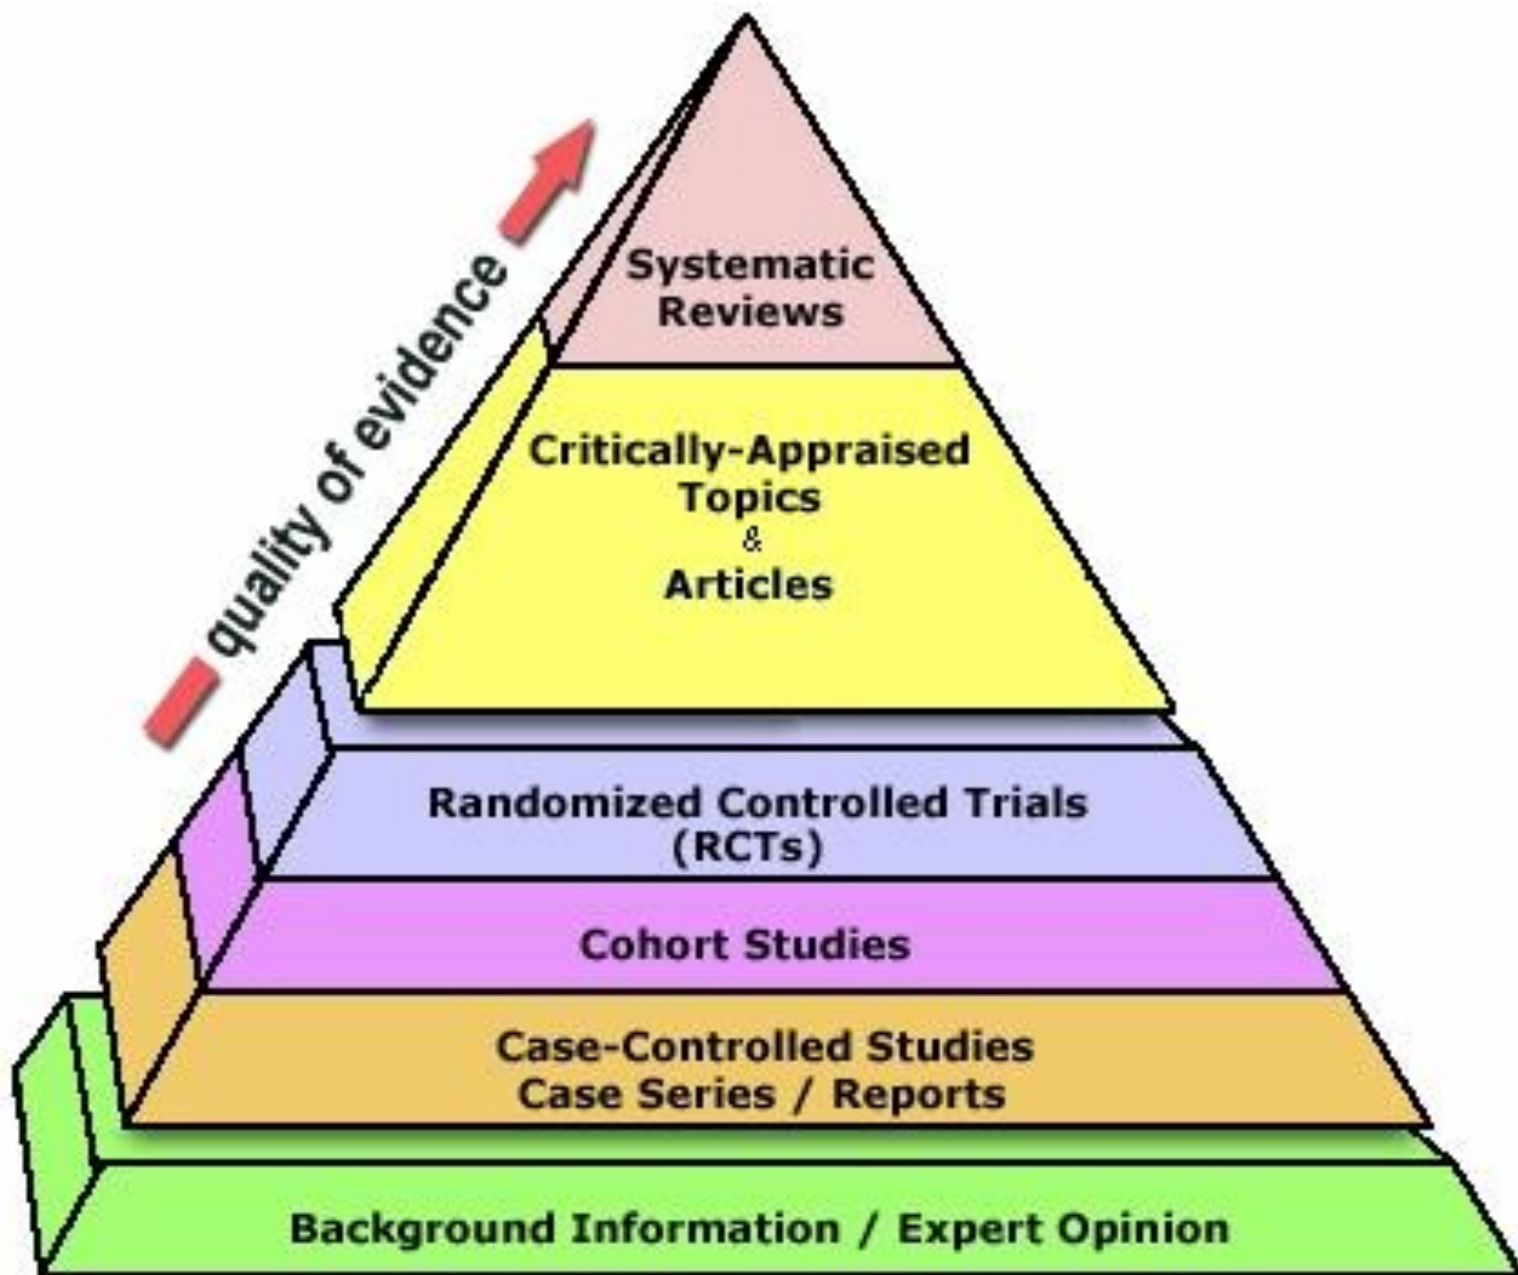 quality of evidence
Systematic
Reviews
Critically-Appraised
Topics
&
Articles
Randomized Controlled Trials
(RCTs)
Cohort Studies
Case-Controlled Studies
Case Series / Reports
Background Information / Expert Opinion